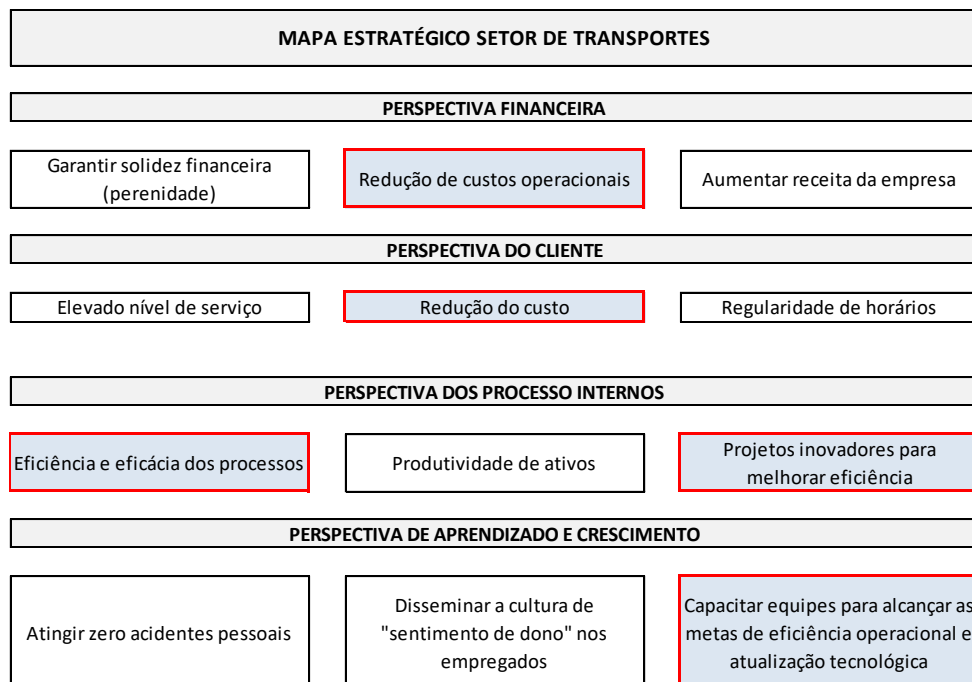 MAPA ESTRATÉGICO SETOR DE TRANSPORTES
PERSPECTIVA FINANCEIRA
Garantir solidez financeira
(perenidade)
Redução de custos operacionais
Aumentar receita da empresa
PERSPECTIVA DO CLIENTE
Elevado nível de serviço
Redução do custo
Regularidade de horários
PERSPECTIVA DOS PROCESSO INTERNOS
Eficiência e eficácia dos processos
Produtividade de ativos
Projetos inovadores para
melhorar eficiência
PERSPECTIVA DE APRENDIZADO E CRESCIMENTO
Atingir zero acidentes pessoais
Disseminar a cultura de
"sentimento de dono" nos
empregados
Capacitar equipes para alcançar as
metas de eficiência operacional e
atualização tecnológica